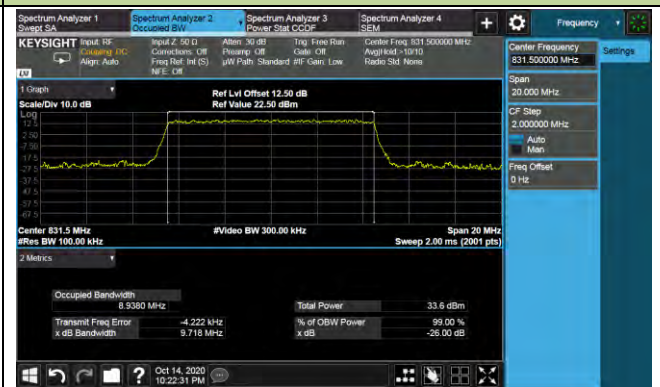 Spectrum Analyzer 1
Swept SA
Spectrum Analyzer 2
Occupied BW
Spectrum Analyzer 3
Power Stat CCDF
Spectrum Analyzer 4
SEM
+
Frequency
KEYSIGHT
Input: RF
Coupling: DC
Align: Auto
Input Z: 50 Ω
Corrections: Off
Freq Ref: Int (S)
NFE: Off
Atten: 30 dB
Preamp: Off
µW Path: Standard
Trig: Free Run
Gate: Off
#IF Gain: Low
Center Freq: 831.500000 MHz
Avg|Hold: >10/10
Radio Std: None
LV
Center Frequency
831.500000 MHz
Settings
Span
20.000 MHz
CF Step
2.000000 MHz
Auto
Man
Freq Offset
0 Hz
1 Graph
Scale/Div 10.0 dB
Ref Lvl Offset 12.50 dB
Ref Value 22.50 dBm
Log
12.5
2.50
-7.50
-17.5
-27.5
-37.5
-47.5
-57.5
-67.5
Center 831.5 MHz
#Res BW 100.00 kHz
#Video BW 300.00 kHz
Span 20 MHz
Sweep 2.00 ms (2001 pts)
2 Metrics
Occupied Bandwidth
8.9380 MHz
Total Power 33.6 dBm
Transmit Freq Error -4.222 kHz
% of OBW Power 99.00 %
x dB Bandwidth 9.718 MHz
x dB -26.00 dB
?
Oct 14, 2020
10:22:31 PM